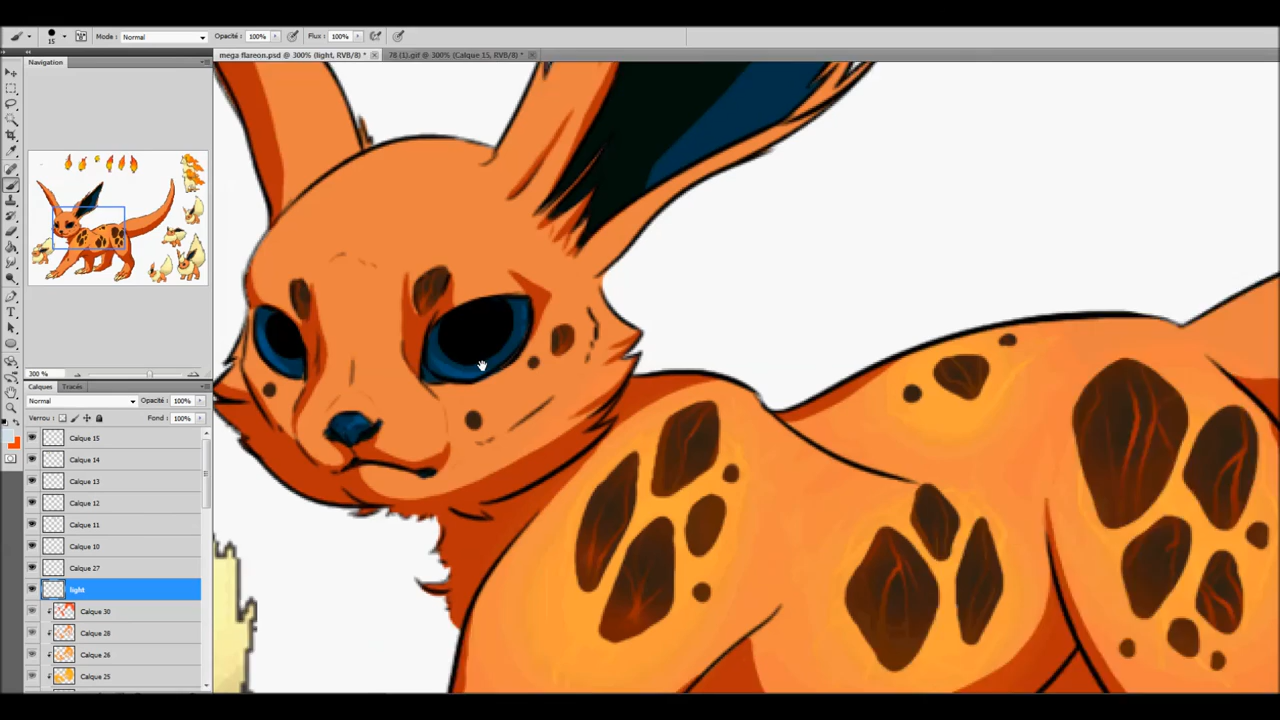 15 Mode : Normal Opacité : 100% Flux : 100%
mega flareon.psd @ 300% (light, RVB/8) * 78 (1).gif @ 300% (Calque 15, RVB/8) *
Navigation
300 %
Calques Tracés
Normal Opacité : 100%
Verrou : Fond : 100%
Calque 15
Calque 14
Calque 13
Calque 12
Calque 11
Calque 10
Calque 27
light
Calque 30
Calque 28
Calque 26
Calque 25